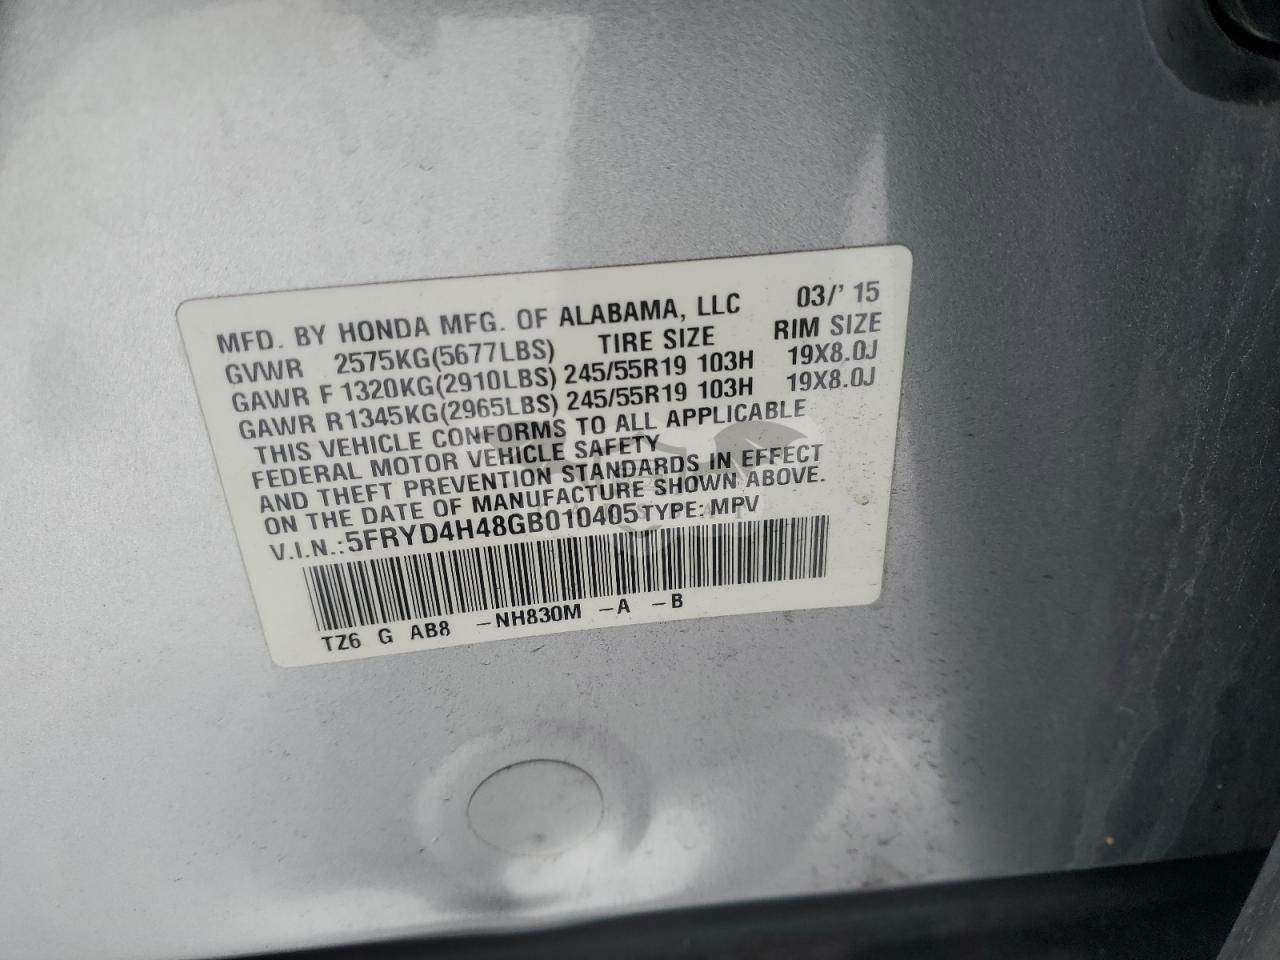 MFD. BY HONDA MFG. OF ALABAMA, LLC 03/' 15
GVWR 2575KG(5677LBS) TIRE SIZE RIM SIZE
GAWR F 1320KG(2910LBS) 245/55R19 103H 19X8.0J
GAWR R1345KG(2965LBS) 245/55R19 103H 19X8.0J
THIS VEHICLE CONFORMS TO ALL APPLICABLE
FEDERAL MOTOR VEHICLE SAFETY
AND THEFT PREVENTION STANDARDS IN EFFECT
ON THE DATE OF MANUFACTURE SHOWN ABOVE.
V.I.N.:5FRYD4H48GB010405 TYPE: MPV
TZ6 G AB8 -NH830M -A -B